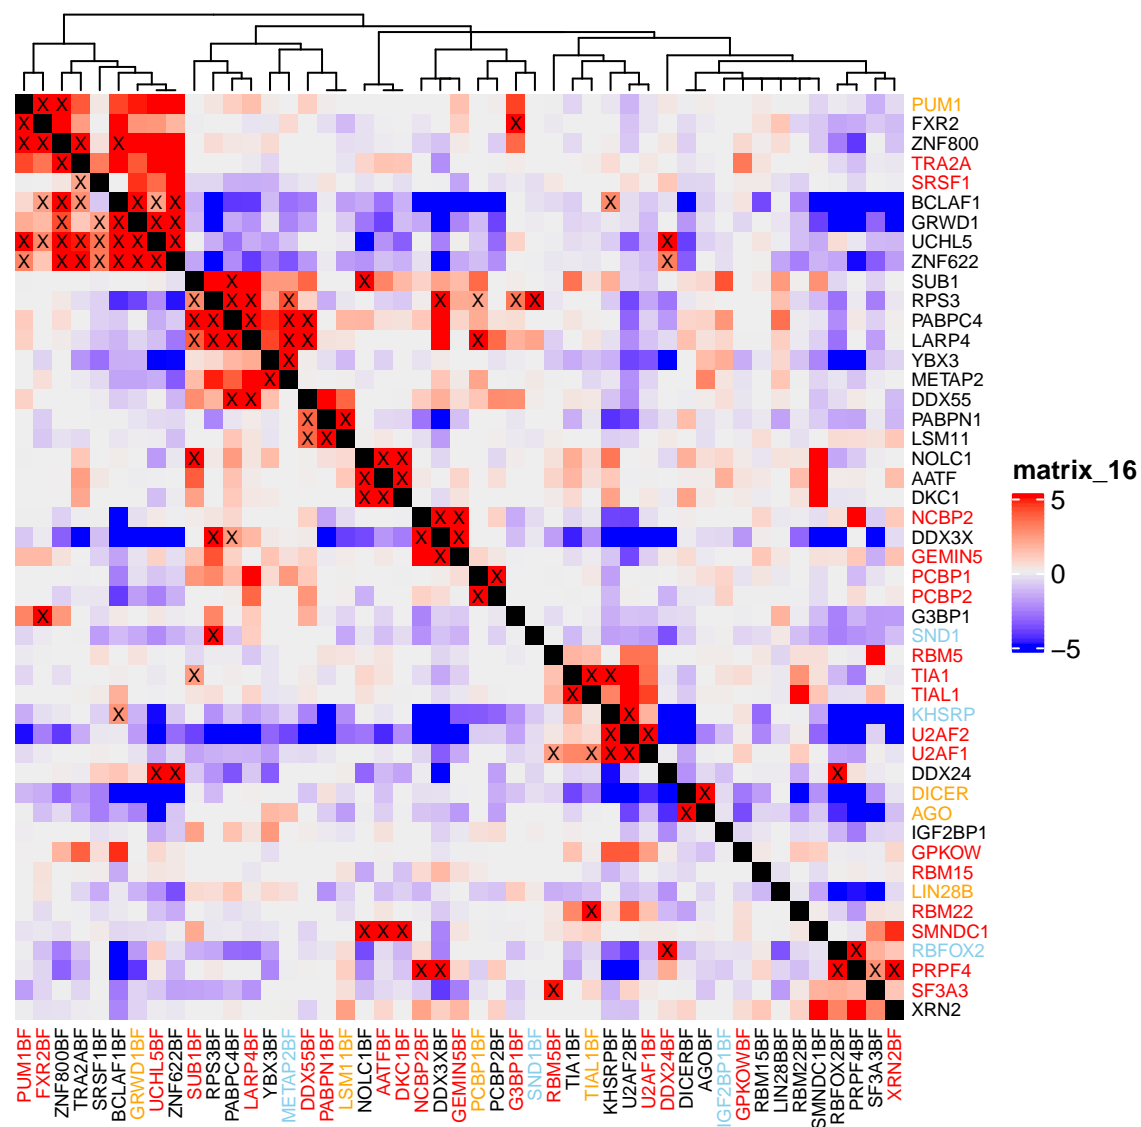 PUM1
FXR2
ZNF800
TRA2A
SRSF1
BCLAF1
GRWD1
UCHL5
ZNF622
SUB1
RPS3
PABPC4
LARP4
YBX3
METAP2
DDX55
PABPN1
LSM11
NOLC1
AATF
DKC1
NCBP2
DDX3X
GEMIN5
PCBP1
PCBP2
G3BP1
SND1
RBM5
TIA1
TIAL1
KHSRP
U2AF2
U2AF1
DDX24
DICER
AGO
IGF2BP1
GPKOW
RBM15
LIN28B
RBM22
SMNDC1
RBFOX2
PRPF4
SF3A3
XRN2
matrix_16
5
0
−5
PUM1BF
FXR2BF
ZNF800BF
TRA2ABF
SRSF1BF
BCLAF1BF
GRWD1BF
UCHL5BF
ZNF622BF
SUB1BF
RPS3BF
PABPC4BF
LARP4BF
YBX3BF
METAP2BF
DDX55BF
PABPN1BF
LSM11BF
NOLC1BF
AATFBF
DKC1BF
NCBP2BF
DDX3XBF
GEMIN5BF
PCBP1BF
PCBP2BF
G3BP1BF
SND1BF
RBM5BF
TIA1BF
TIAL1BF
KHSRPBF
U2AF2BF
U2AF1BF
DDX24BF
DICERBF
AGOBF
IGF2BP1BF
GPKOWBF
RBM15BF
LIN28BBF
RBM22BF
SMNDC1BF
RBFOX2BF
PRPF4BF
SF3A3BF
XRN2BF